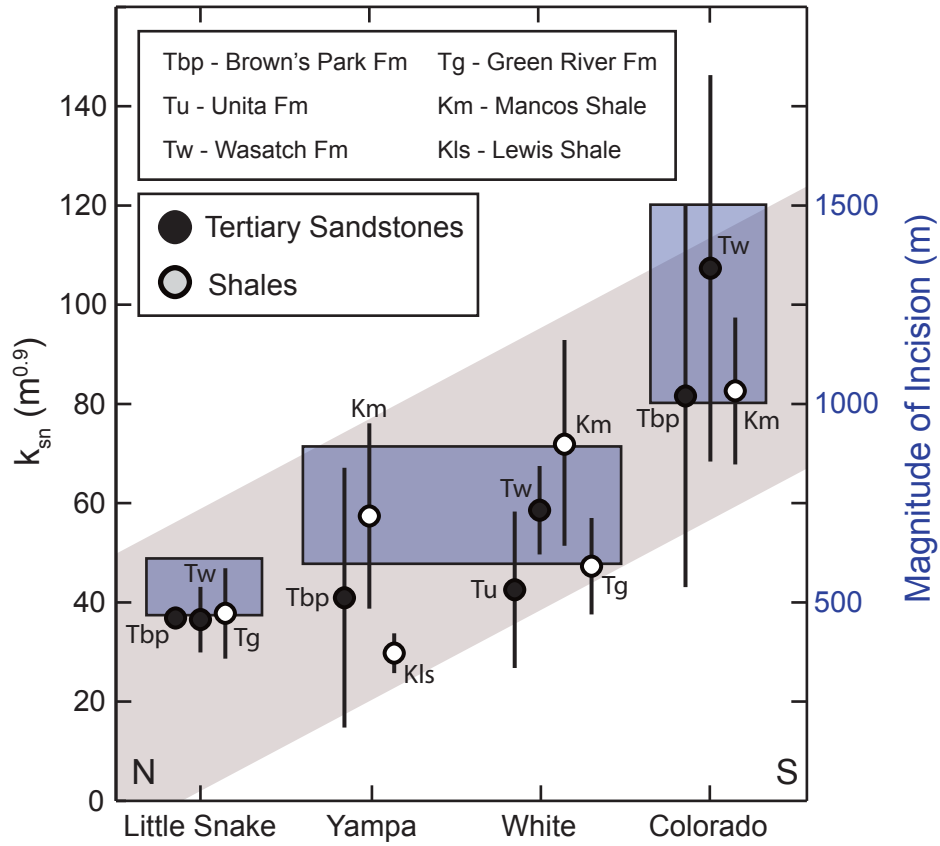 Tbp - Brown's Park Fm
Tg - Green River Fm
Tu - Unita Fm
Km - Mancos Shale
Tw - Wasatch Fm
Kls - Lewis Shale
Tertiary Sandstones
Shales
k_sn (m^0.9)
140
120
100
80
60
40
20
0
Magnitude of Incision (m)
1500
1000
500
Tw
Tbp
Tg
Km
Tbp
Kls
Km
Tw
Tu
Tg
Tw
Tbp
Km
N
S
Little Snake
Yampa
White
Colorado